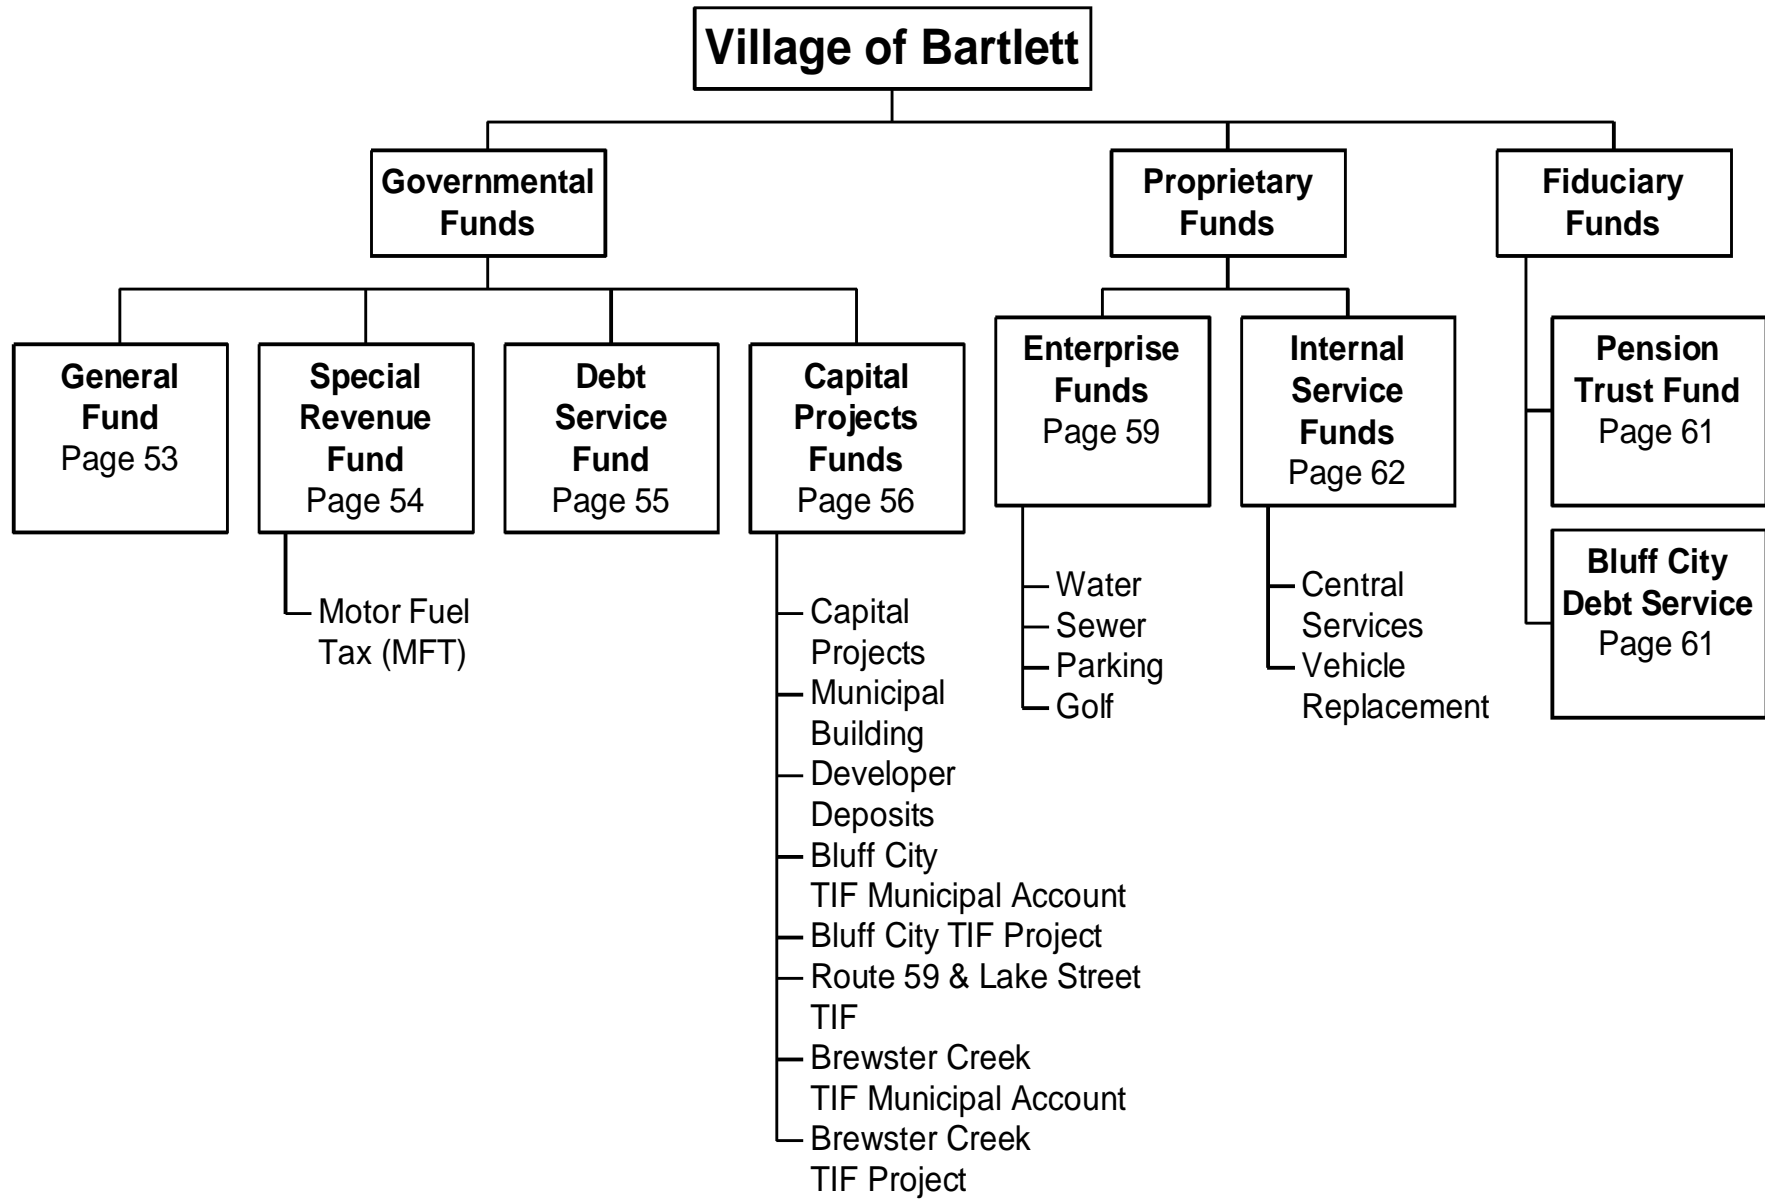 Village of Bartlett
Governmental
Funds
Proprietary
Funds
Fiduciary
Funds
General
Fund
Page 53
Special
Revenue
Fund
Page 54
Motor Fuel
Tax (MFT)
Debt
Service
Fund
Page 55
Capital
Projects
Funds
Page 56
Capital
Projects
Municipal
Building
Developer
Deposits
Bluff City
TIF Municipal Account
Bluff City TIF Project
Route 59 & Lake Street
TIF
Brewster Creek
TIF Municipal Account
Brewster Creek
TIF Project
Enterprise
Funds
Page 59
Water
Sewer
Parking
Golf
Internal
Service
Funds
Page 62
Central
Services
Vehicle
Replacement
Pension
Trust Fund
Page 61
Bluff City
Debt Service
Page 61